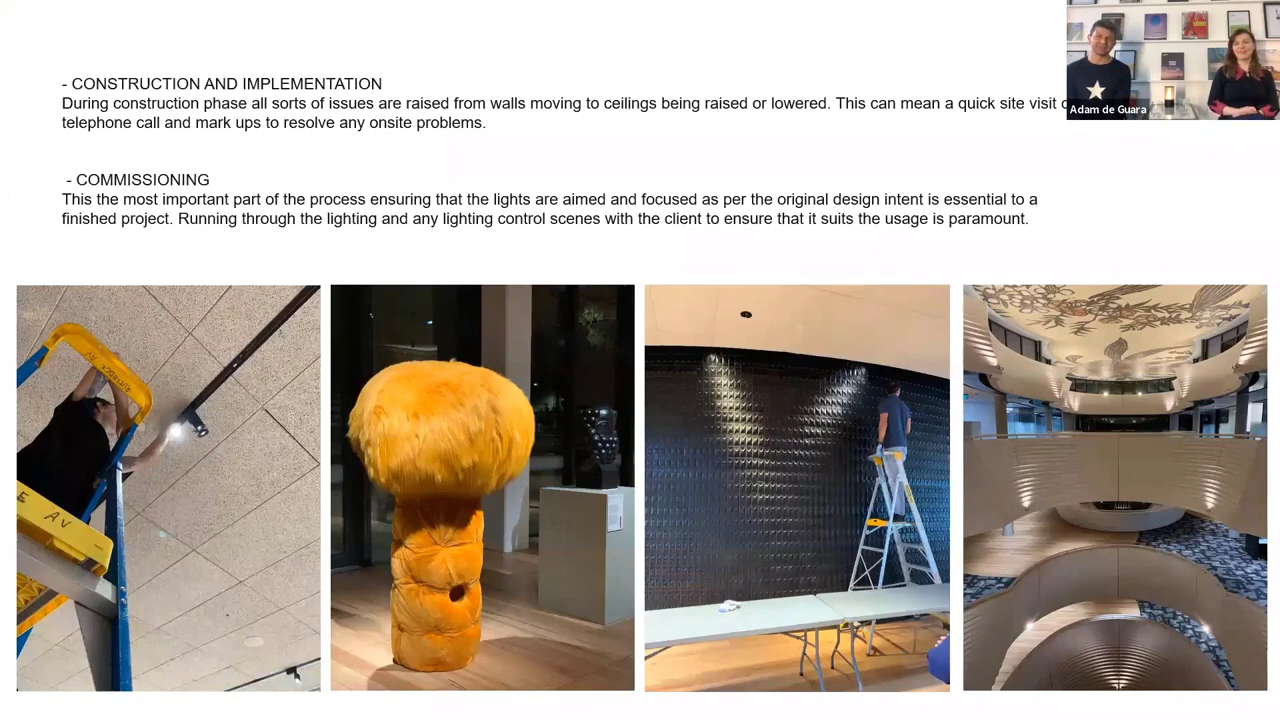 - CONSTRUCTION AND IMPLEMENTATION
During construction phase all sorts of issues are raised from walls moving to ceilings being raised or lowered. This can mean a quick site visit
telephone call and mark ups to resolve any onsite problems.
- COMMISSIONING
This the most important part of the process ensuring that the lights are aimed and focused as per the original design intent is essential to a
finished project. Running through the lighting and any lighting control scenes with the client to ensure that it suits the usage is paramount.
Adam de Guara
E AV